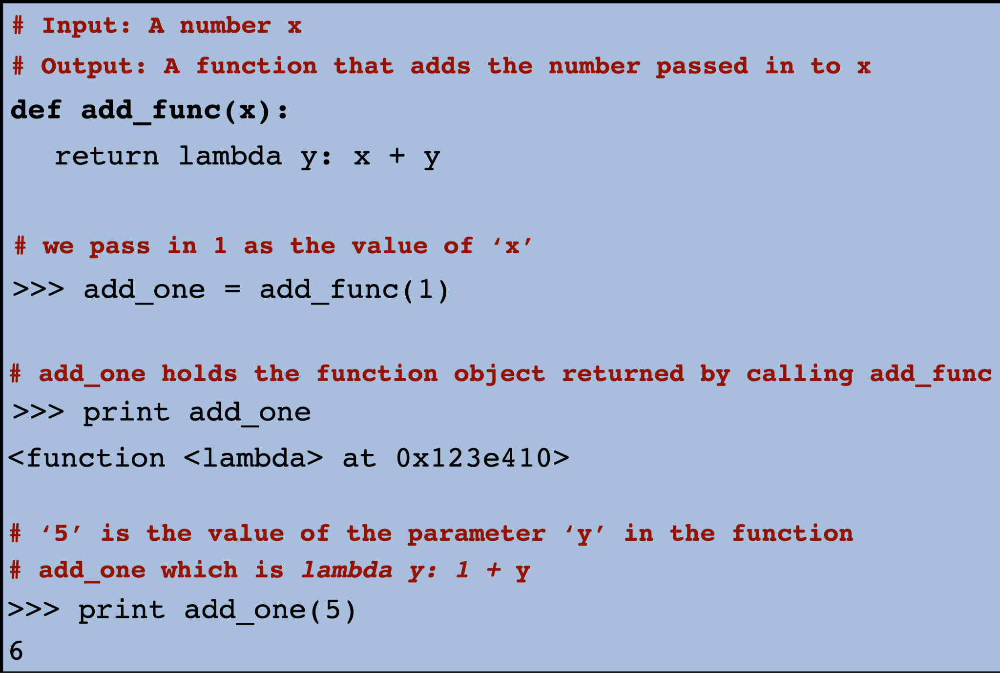 # Input: A number x
# Output: A function that adds the number passed in to x
def add_func(x):
return lambda y: x + y
# we pass in 1 as the value of ‘x’
>>> add_one = add_func(1)
# add_one holds the function object returned by calling add_func
>>> print add_one
<function <lambda> at 0x123e410>
# ‘5’ is the value of the parameter ‘y’ in the function
# add_one which is lambda y: 1 + y
>>> print add_one(5)
6